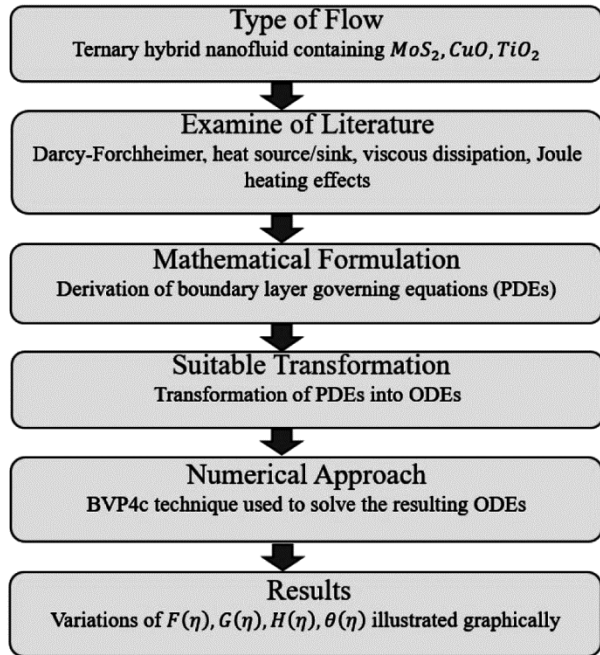 Type of Flow
Ternary hybrid nanofluid containing MoS₂, CuO, TiO₂
Examine of Literature
Darcy-Forchheimer, heat source/sink, viscous dissipation, Joule
heating effects
Mathematical Formulation
Derivation of boundary layer governing equations (PDEs)
Suitable Transformation
Transformation of PDEs into ODEs
Numerical Approach
BVP4c technique used to solve the resulting ODEs
Results
Variations of F(η), G(η), H(η), θ(η) illustrated graphically